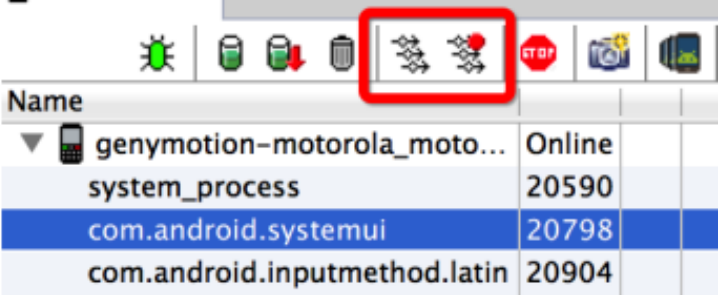 STOP
Name
genymotion-motorola_moto... Online
system_process 20590
com.android.systemui 20798
com.android.inputmethod.latin 20904